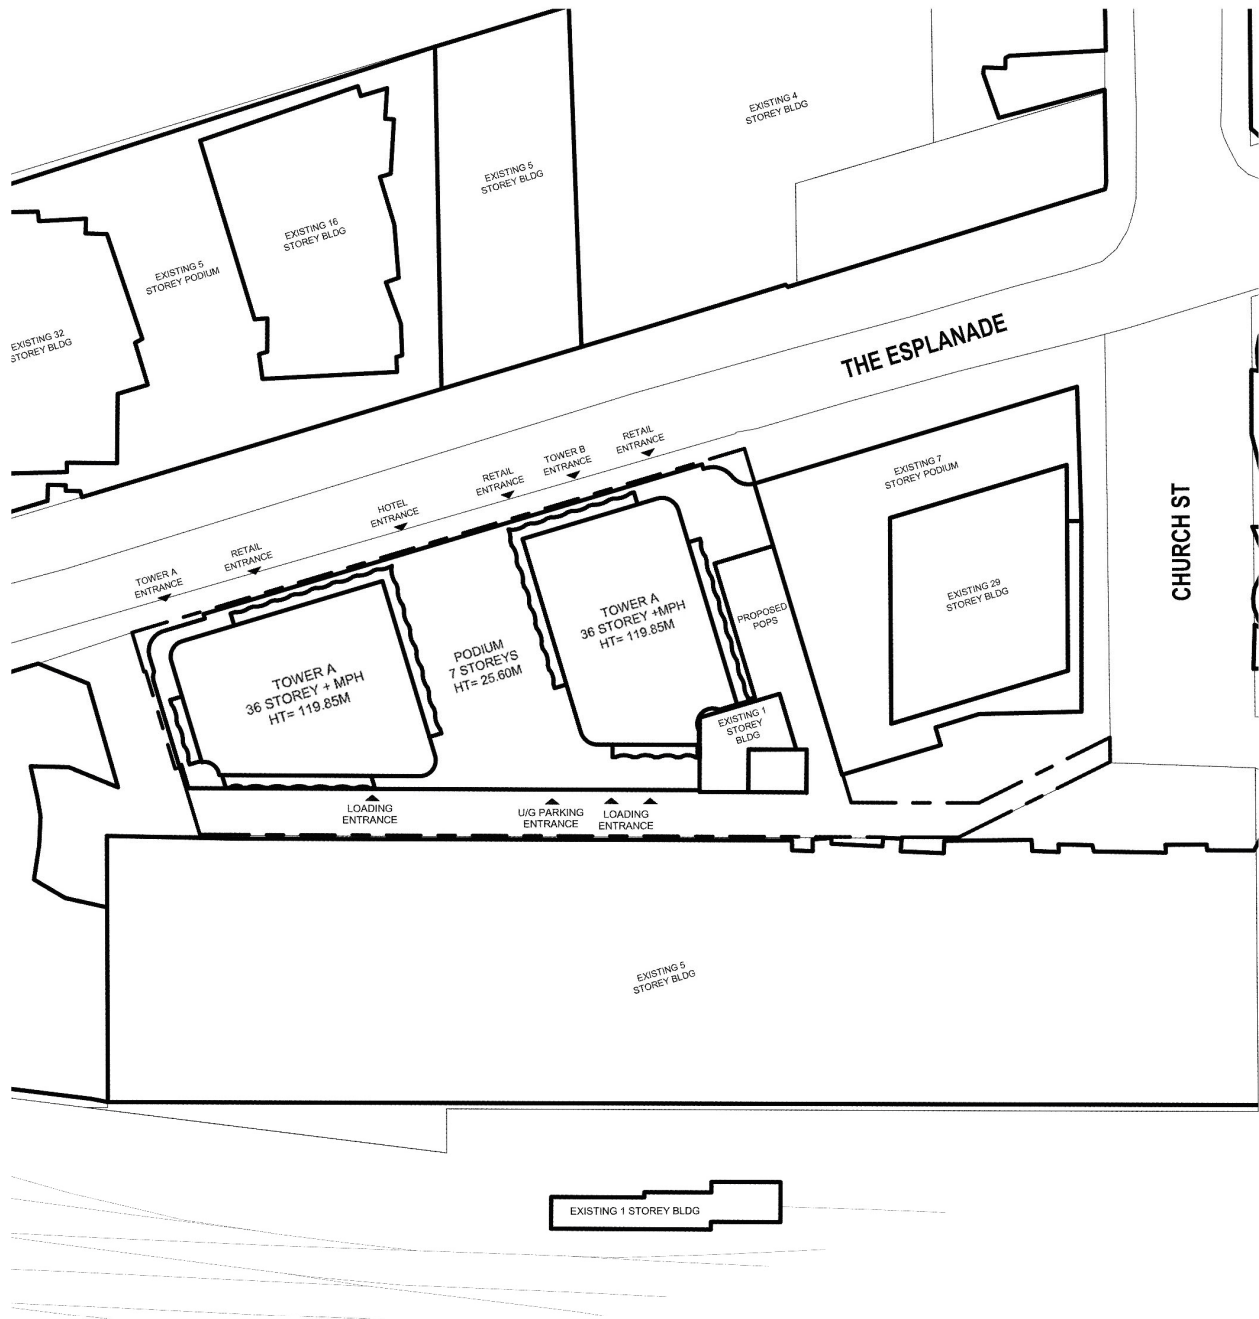 EXISTING 4
STOREY BLDG
EXISTING 5
STOREY BLDG
EXISTING 16
STOREY BLDG
EXISTING 5
STOREY PODIUM
EXISTING 32
STOREY BLDG
THE ESPLANADE
CHURCH ST
RETAIL
ENTRANCE
TOWER B
ENTRANCE
RETAIL
ENTRANCE
HOTEL
ENTRANCE
RETAIL
ENTRANCE
TOWER A
ENTRANCE
EXISTING 7
STOREY PODIUM
EXISTING 29
STOREY BLDG
TOWER A
36 STOREY +MPH
HT= 119.85M
PROPOSED
POPS
PODIUM
7 STOREYS
HT= 25.60M
TOWER A
36 STOREY + MPH
HT= 119.85M
EXISTING 1
STOREY
BLDG
LOADING
ENTRANCE
U/G PARKING
ENTRANCE
LOADING
ENTRANCE
EXISTING 5
STOREY BLDG
EXISTING 1 STOREY BLDG